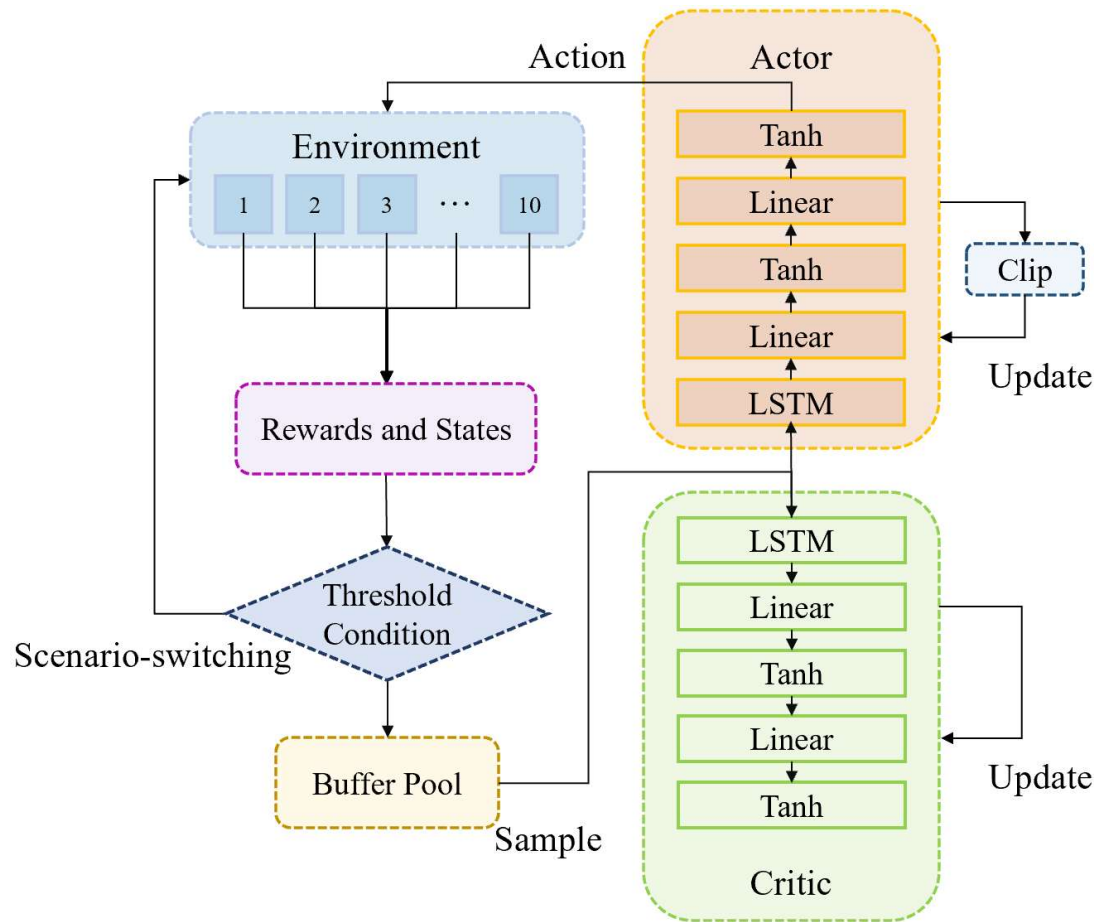 Action
Environment
1
2
3
...
10
Rewards and States
Threshold
Condition
Scenario-switching
Buffer Pool
Sample
Actor
Tanh
Linear
Tanh
Linear
LSTM
Clip
Update
LSTM
Linear
Tanh
Linear
Tanh
Critic
Update